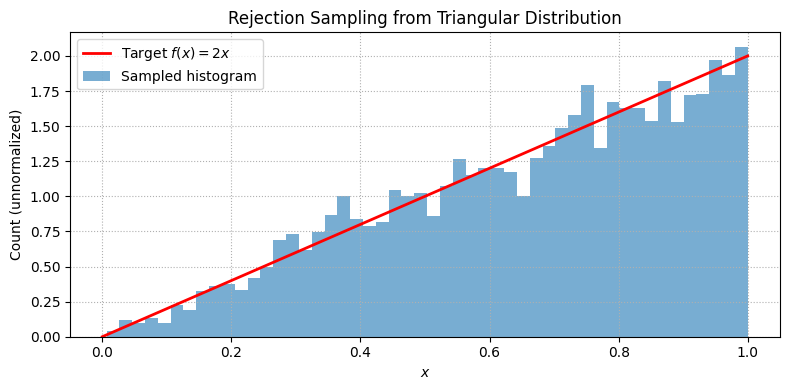 Rejection Sampling from Triangular Distribution
Target f(x) = 2x
Sampled histogram
Count (unnormalized)
2.00
1.75
1.50
1.25
1.00
0.75
0.50
0.25
0.00
0.0 0.2 0.4 0.6 0.8 1.0
x